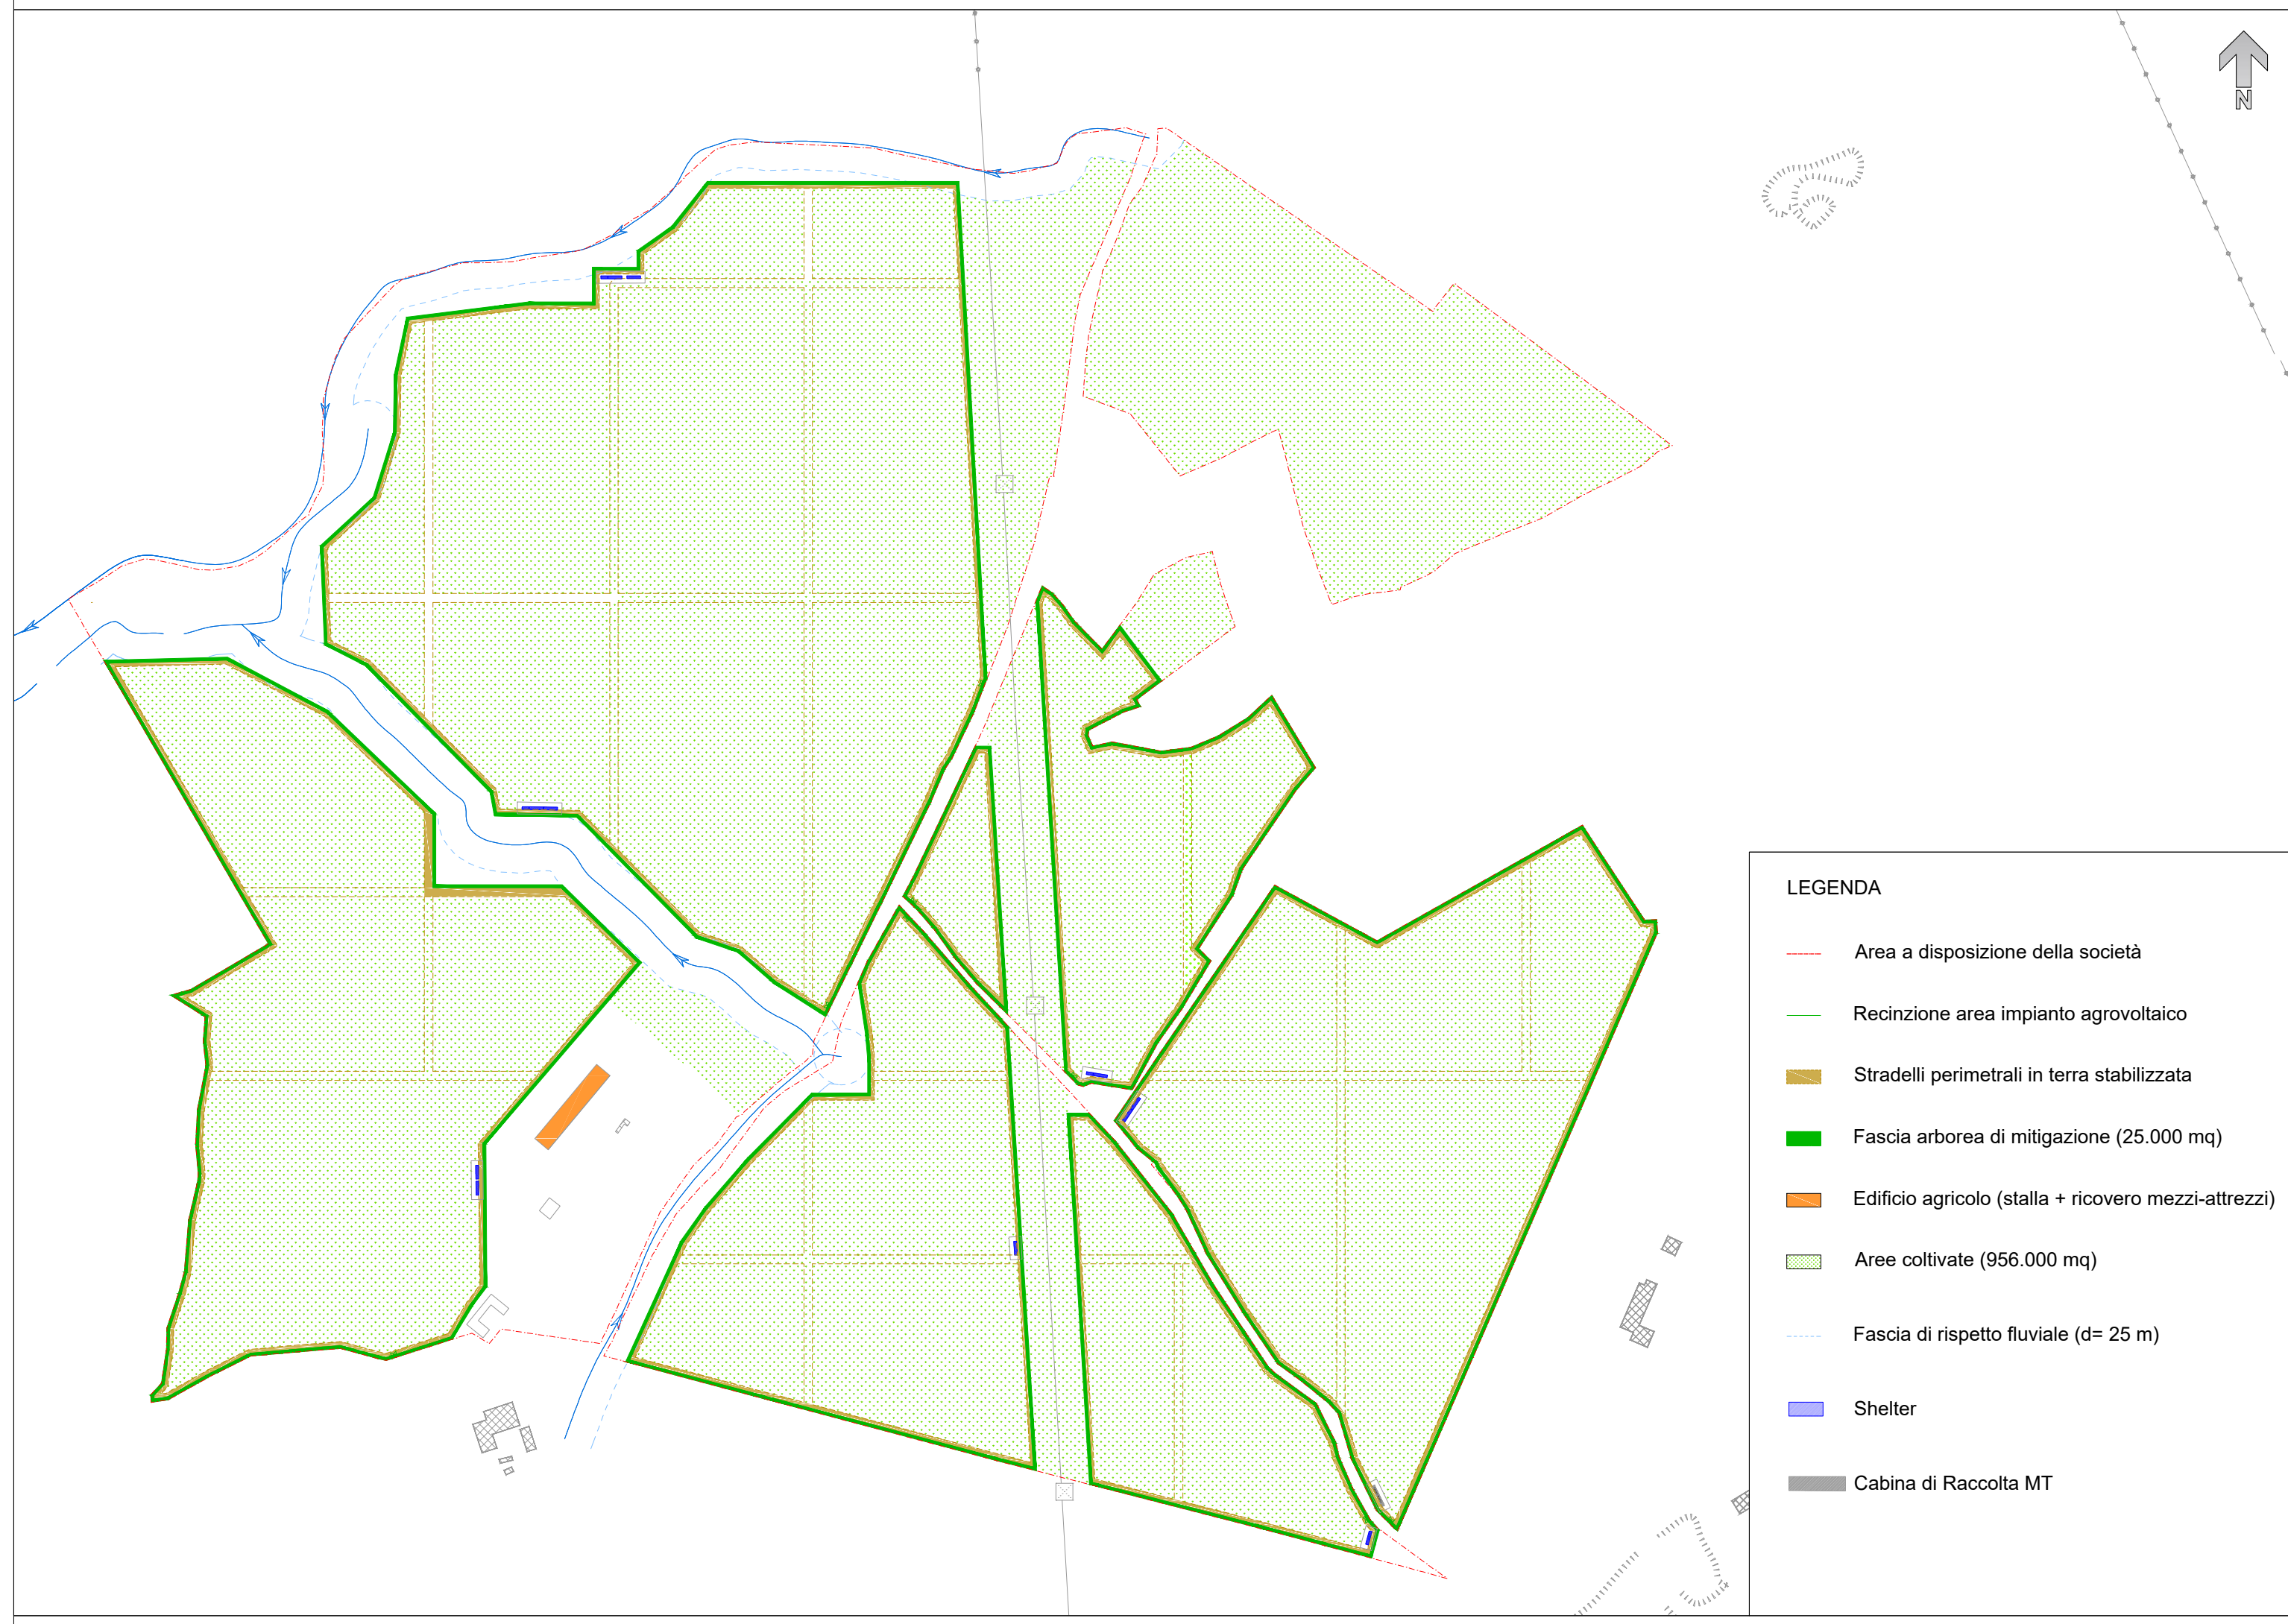 N
LEGENDA
Area a disposizione della società
Recinzione area impianto agrovoltaico
Stradelli perimetrali in terra stabilizzata
Fascia arborea di mitigazione (25.000 mq)
Edificio agricolo (stalla + ricovero mezzi-attrezzi)
Aree coltivate (956.000 mq)
Fascia di rispetto fluviale (d= 25 m)
Shelter
Cabina di Raccolta MT